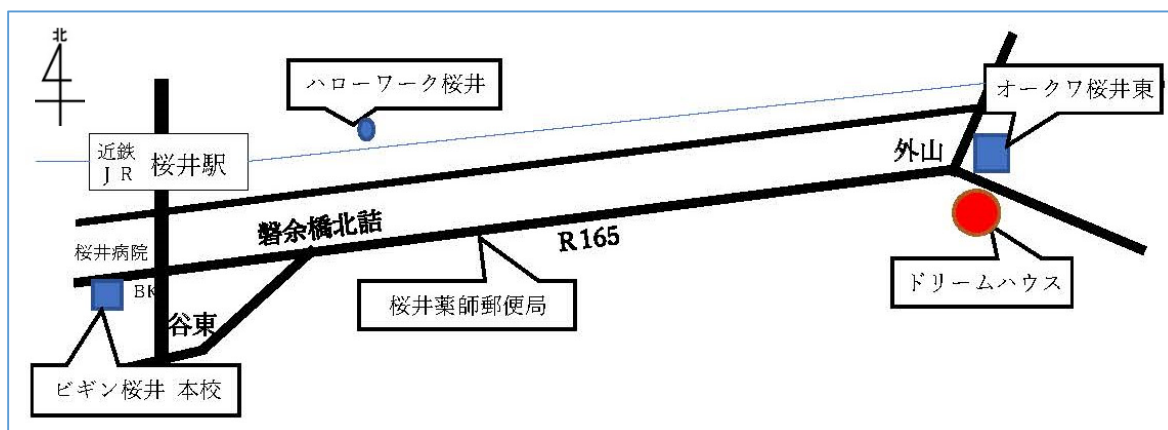 北
ハローワーク桜井
オークワ桜井東
近鉄
JR
桜井駅
外山
磐余橋北詰
R165
桜井病院
BK
谷東
桜井薬師郵便局
ドリームハウス
ビギン桜井 本校